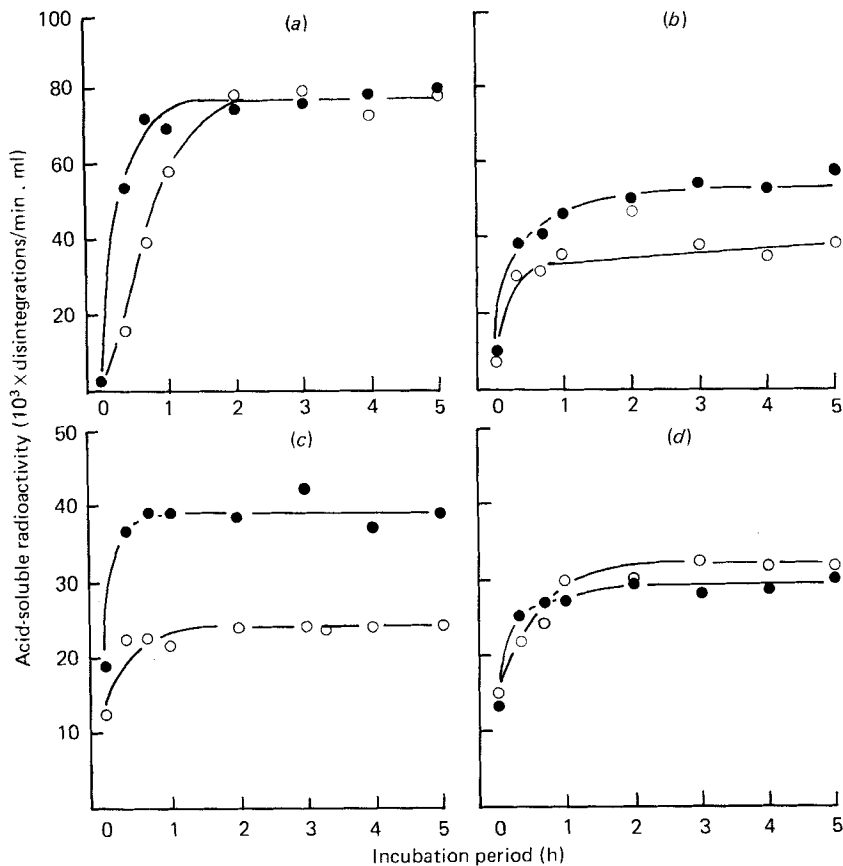 (a)
(b)
100
80
60
40
20
0 1 2 3 4 5
0 1 2 3 4 5
(c)
(d)
50
40
30
20
10
0 1 2 3 4 5
0 1 2 3 4 5
Acid-soluble radioactivity (10³ × disintegrations/min . ml)
Incubation period (h)